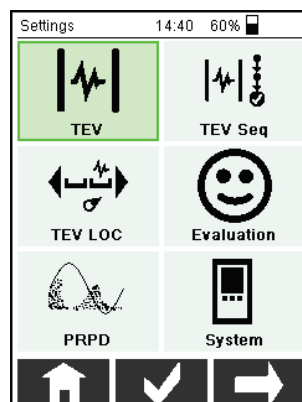 Settings 14:40 60%
TEV TEV Seq
TEV LOC Evaluation
PRPD System